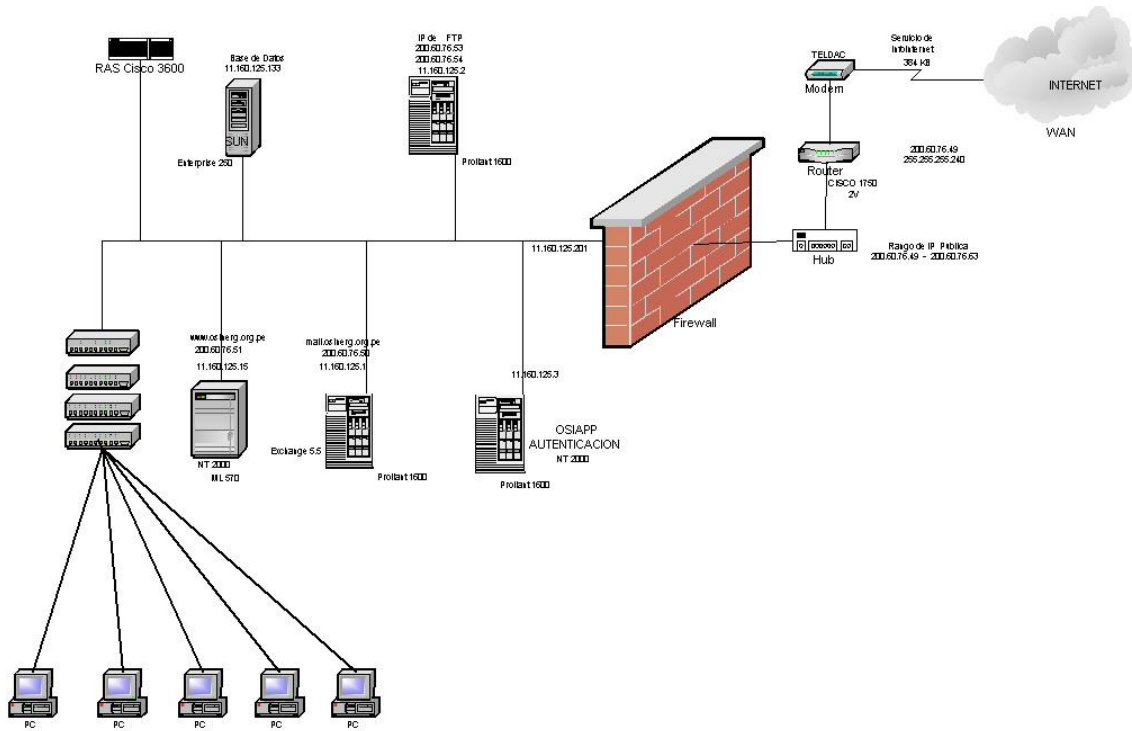 RAS Cisco 3600
Base de Datos
11.160.125.133
SUN
Enterprise 250
IP de FTP
200.60.76.53
200.60.76.54
11.160.125.2
Proliant 1600
TELDAC
Modem
Servicio de
InfoInternet
384 KB
INTERNET
WAN
Router
CISCO 1750
2V
200.60.76.49
255.255.255.240
Hub
Rango de IP Publica
200.60.76.49 - 200.60.76.63
11.160.125.201
Firewall
www.osinerg.org.pe
200.60.76.51
11.160.125.15
NT 2000
ML 570
mail.osinerg.org.pe
200.60.76.50
11.160.125.1
Exchange 5.5
Proliant 1600
11.160.125.3
OSIAPP
AUTENTICACION
NT 2000
Proliant 1600
PC
PC
PC
PC
PC